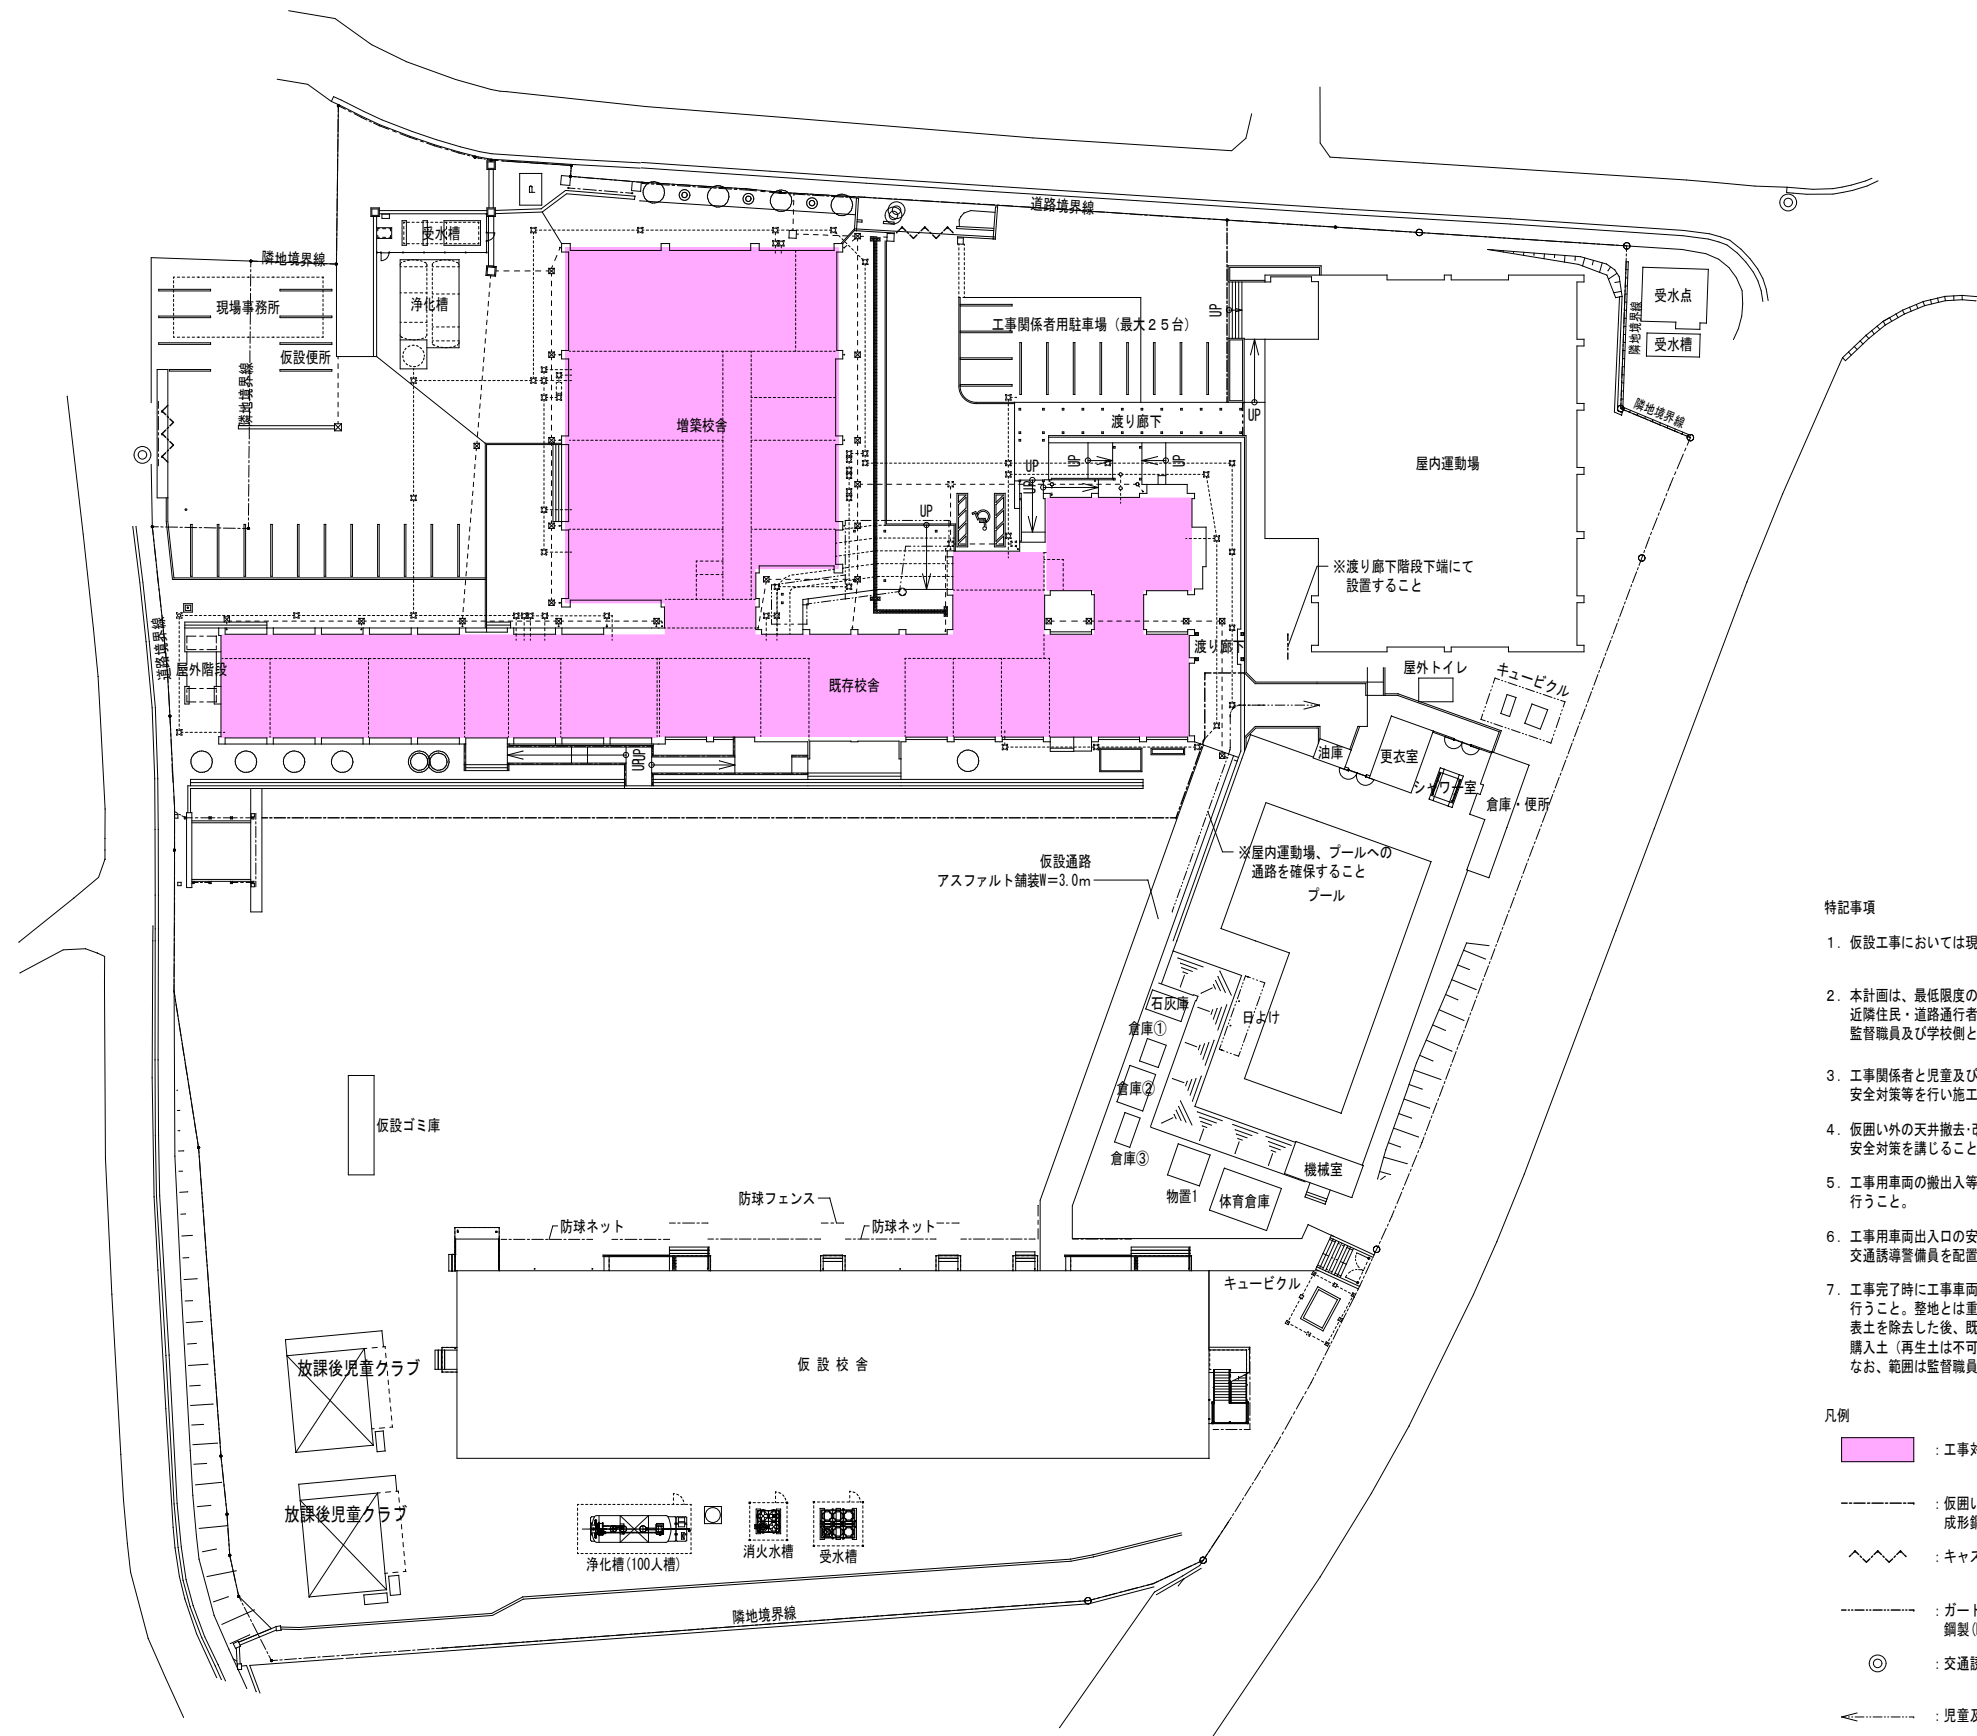 道路境界線
P
受水槽
隣地境界線
現場事務所
浄化槽
仮設便所
隣地境界線
工事関係者用駐車場（最大２５台）
UP
受水点
受水槽
隣地境界線
隣地境界線
UP
増築校舎
渡り廊下
屋内運動場
UP
UP
UP
UP
UP
※渡り廊下階段下端にて
設置すること
道路境界線
屋外階段
既存校舎
渡り廊下
屋外トイレ
キュービクル
UP
UP
油庫
更衣室
シャワー室
倉庫・便所
仮設通路
アスファルト舗装W=3.0m
※屋内運動場、プールへの
通路を確保すること
プール
石灰庫
日よけ
倉庫①
倉庫②
倉庫③
仮設ゴミ庫
機械室
物置1
体育倉庫
防球フェンス
防球ネット
防球ネット
キュービクル
仮 設 校 舎
放課後児童クラブ
放課後児童クラブ
浄化槽(100人槽)
消火水槽
受水槽
隣地境界線
特記事項
１．仮設工事においては現
２．本計画は、最低限度の
近隣住民・道路通行者
監督職員及び学校側と
３．工事関係者と児童及び
安全対策等を行い施工
４．仮囲い外の天井撤去・改
安全対策を講じること
５．工事用車両の搬出入等
行うこと。
６．工事用車両出入口の安
交通誘導警備員を配置
７．工事完了時に工事車両
行うこと。整地とは重
表土を除去した後、既
購入土（再生土は不可
なお、範囲は監督職員
凡例
：工事対
：仮囲い
成形鋼
：キャス
：ガード
鋼製(
：交通誘
：児童及